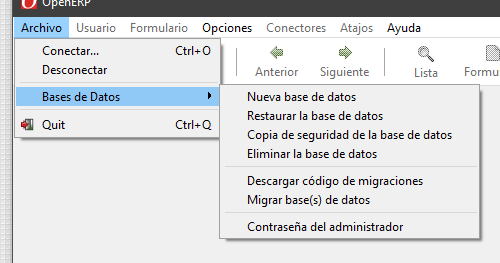 OpenERP
Archivo Usuario Formulario Opciones Conectores Atajos Ayuda
Conectar... Ctrl+O
Desconectar
Bases de Datos
Quit Ctrl+Q
Anterior Siguiente Lista
Nueva base de datos
Restaurar la base de datos
Copia de seguridad de la base de datos
Eliminar la base de datos
Descargar código de migraciones
Migrar base(s) de datos
Contraseña del administrador